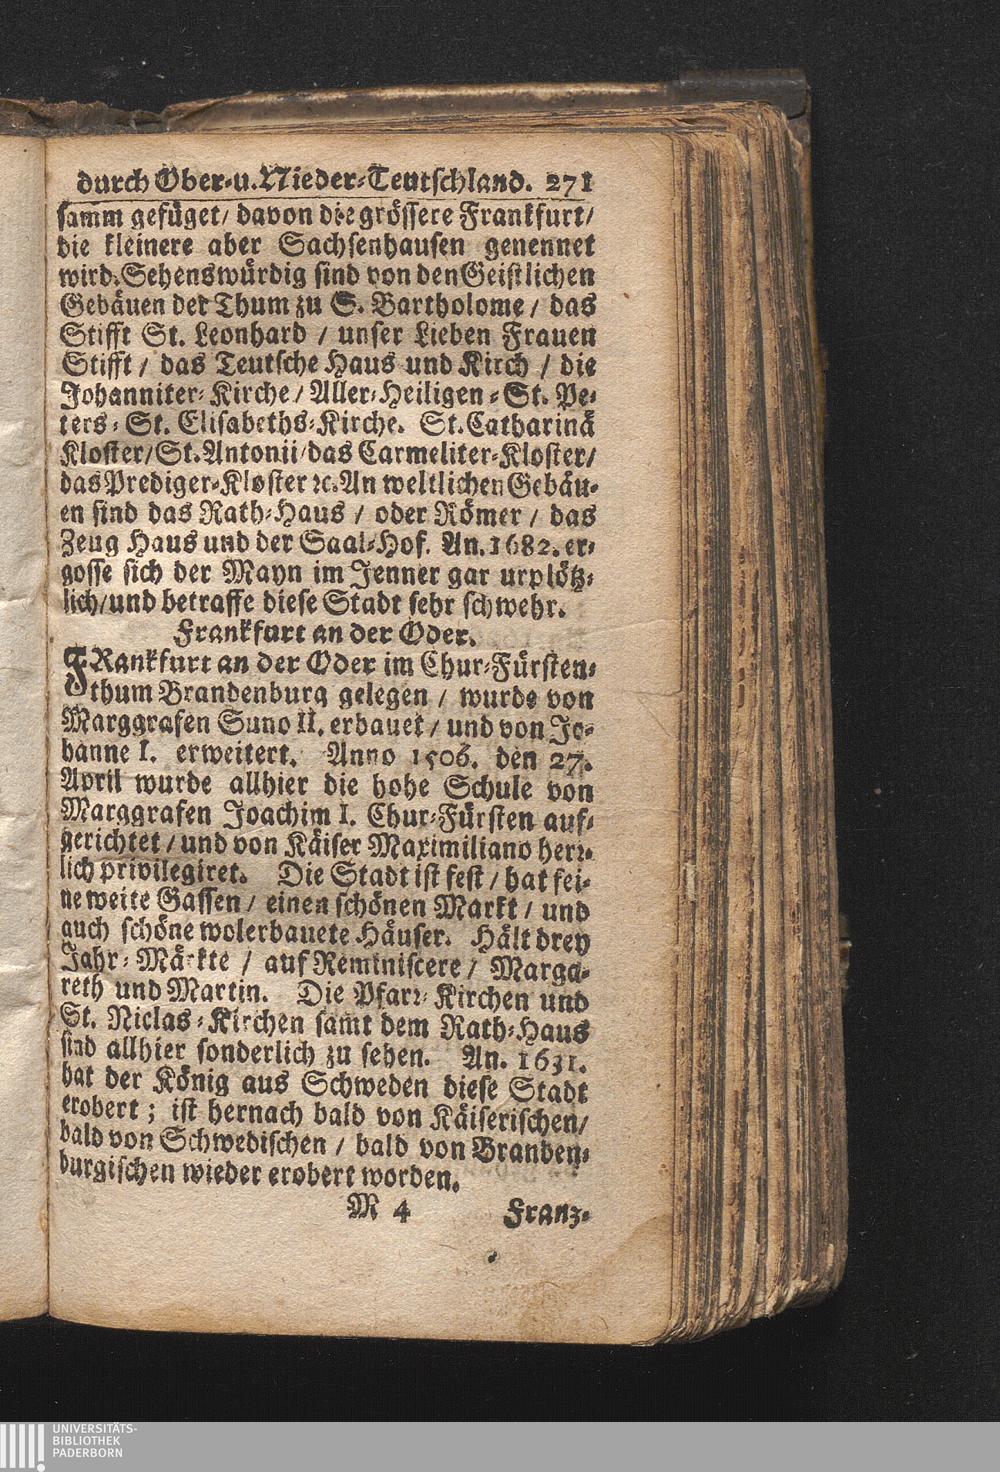 durch Ober-u. Nieder-Teutschland. 271
samm gefüget/ davon die grössere Franckfurt/
die kleinere aber Sachsenhausen genennet
wird. Sehenswürdig sind von den Geistlichen
Gebäuen der Thum zu S. Bartholome / das
Stifft St. Leonhard / unser Lieben Frauen
Stifft / das Teutsche Haus und Kirch / die
Johanniter-Kirche / Aller-Heiligen-St. Pe-
ters-St. Elisabeths-Kirche. St. Catharinä
Kloster/St. Antonii/das Carmeliter-Kloster/
das Prediger-Kloster ꝛc. An weltlichen Gebäu-
en sind das Rath-Haus / oder Römer / das
Zeug Haus und der Saal-Hof. An. 1682. er-
gosse sich der Mayn im Jenner gar urplötz-
lich/und betraffe diese Stadt sehr schwehr.
Frankfurt an der Oder.
FRankfurt an der Oder im Chur-Fürsten-
thum Brandenburg gelegen / wurde von
Marggrafen Suno II. erbauet / und von Jo-
hanne I. erweitert. Anno 1506. den 27.
April wurde allhier die hohe Schule von
Marggrafen Joachim I. Chur-Fürsten auf-
gerichtet / und von Käiser Maximiliano herr-
lich privilegiret. Die Stadt ist fest / hat fei-
ne weite Gassen / einen schönen Markt / und
auch schöne wolerbauete Häuser. Hält drey
Jahr-Märkte / auf Reminiscere / Marga-
reth und Martin. Die Pfarr-Kirchen und
St. Niclas-Kirchen samt dem Rath-Haus
sind allhier sonderlich zu sehen. An. 1631.
hat der König aus Schweden diese Stadt
erobert; ist hernach bald von Käiserischen/
bald von Schwedischen / bald von Branden-
burgischen wieder erobert worden.
M 4 Franz-
UNIVERSITÄTS-
BIBLIOTHEK
PADERBORN